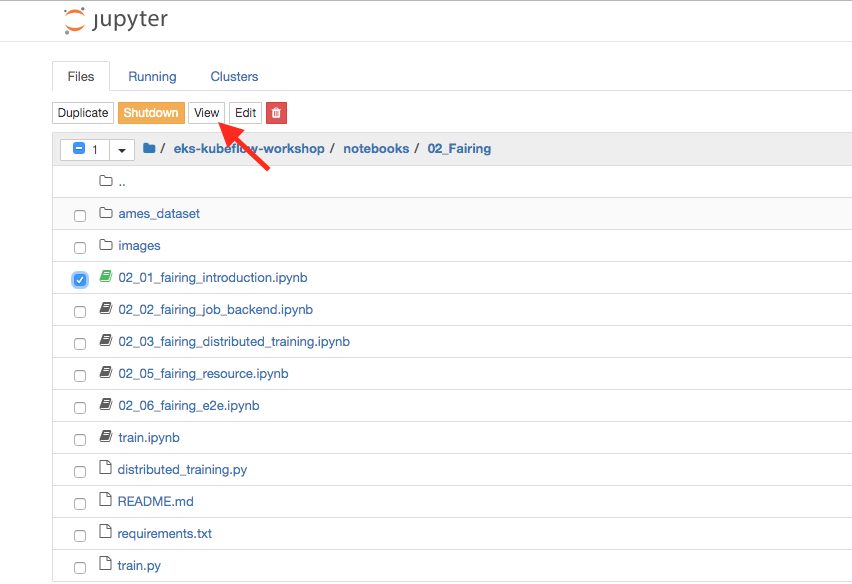 jupyter
Files Running Clusters
Duplicate Shutdown View Edit
1 / eks-kubeflow-workshop / notebooks / 02_Fairing
..
ames_dataset
images
02_01_fairing_introduction.ipynb
02_02_fairing_job_backend.ipynb
02_03_fairing_distributed_training.ipynb
02_05_fairing_resource.ipynb
02_06_fairing_e2e.ipynb
train.ipynb
distributed_training.py
README.md
requirements.txt
train.py